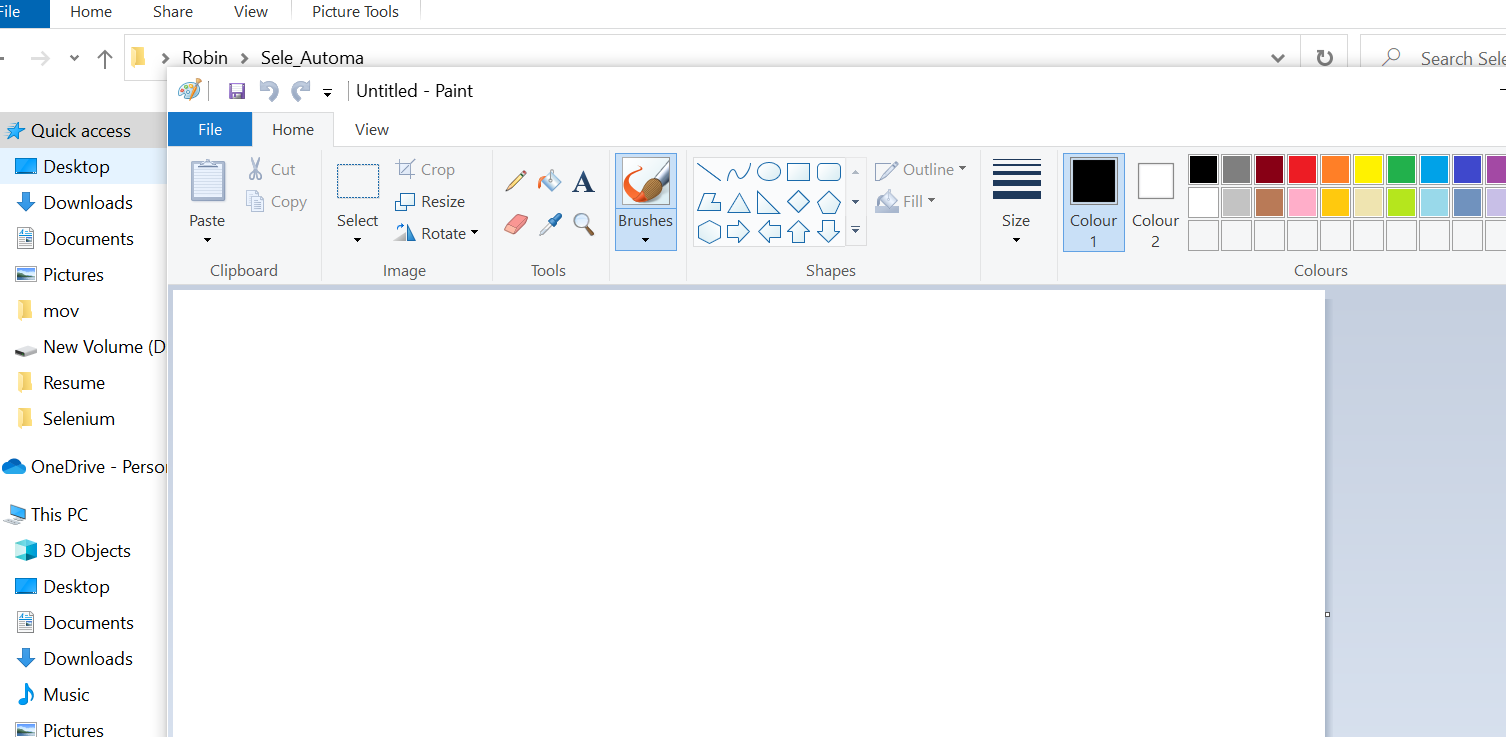 File Home Share View Picture Tools
Robin Sele_Automa
Search Sele
Untitled - Paint
File Home View
Quick access
Desktop
Downloads
Documents
Pictures
mov
New Volume (D
Resume
Selenium
OneDrive - Perso
This PC
3D Objects
Desktop
Documents
Downloads
Music
Pictures
Paste
Cut
Copy
Clipboard
Select
Crop
Resize
Rotate
Image
A
Tools
Brushes
Shapes
Outline
Fill
Size
Colour
1
Colour
2
Colours